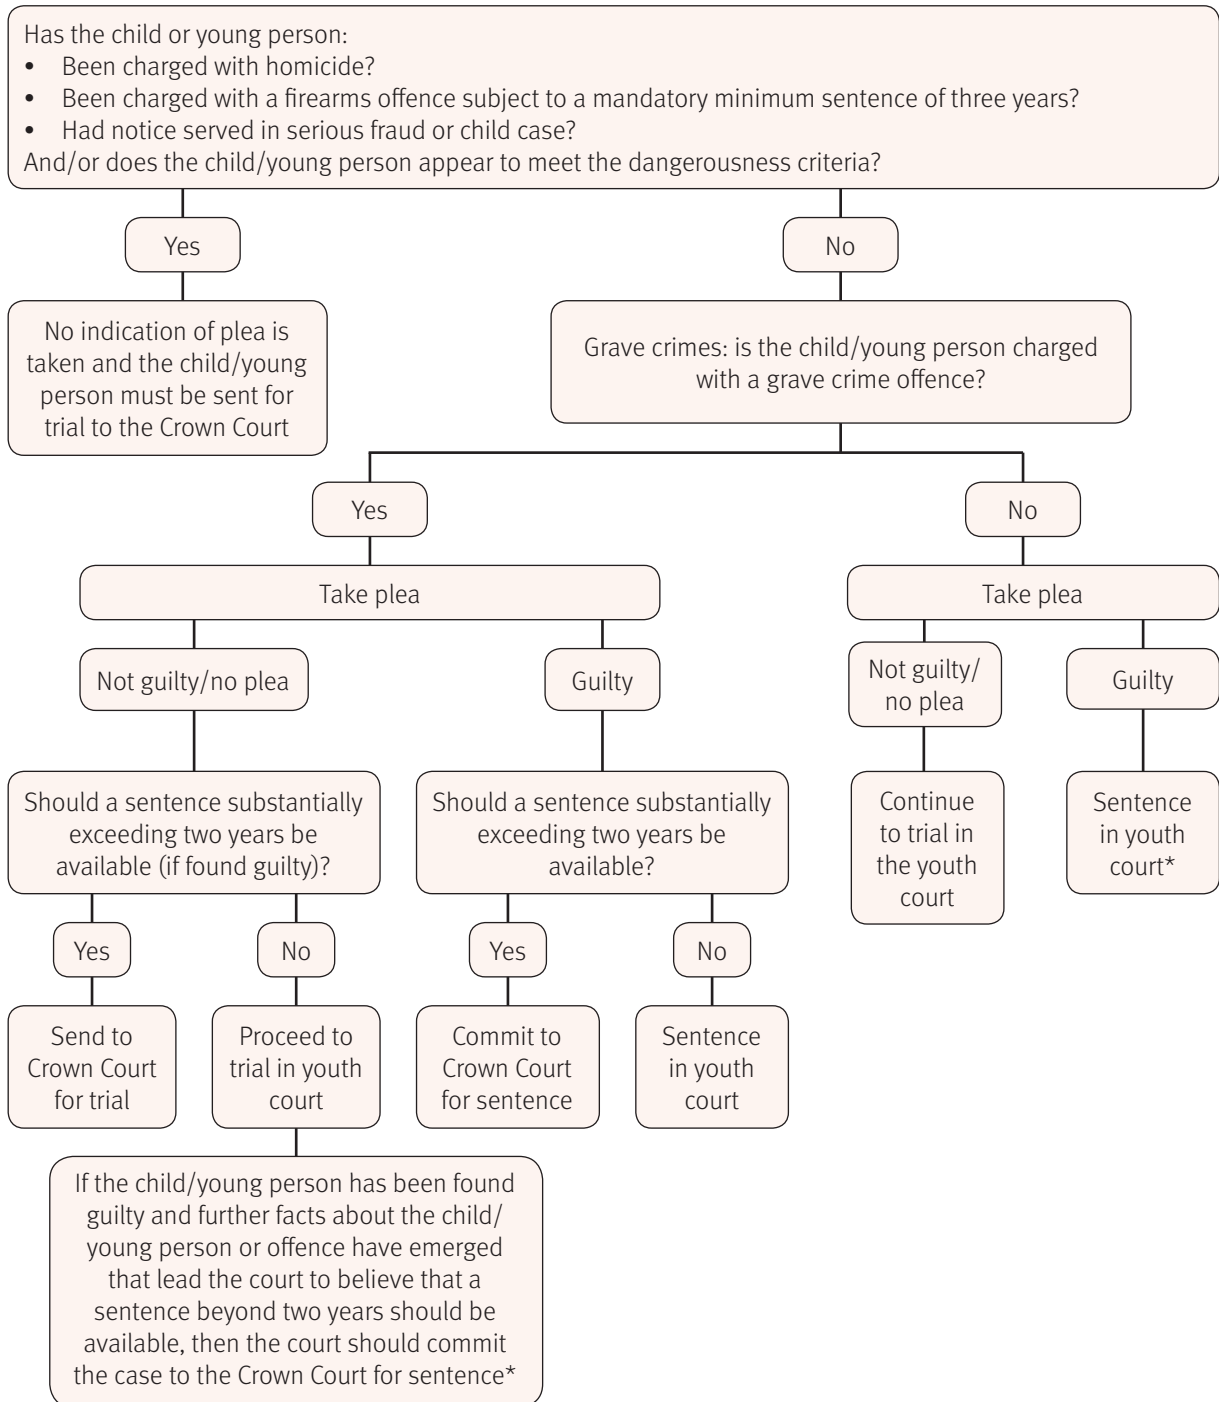 Has the child or young person:
• Been charged with homicide?
• Been charged with a firearms offence subject to a mandatory minimum sentence of three years?
• Had notice served in serious fraud or child case?
And/or does the child/young person appear to meet the dangerousness criteria?
Yes
No
No indication of plea is
taken and the child/young
person must be sent for
trial to the Crown Court
Grave crimes: is the child/young person charged
with a grave crime offence?
Yes
No
Take plea
Take plea
Not guilty/no plea
Guilty
Not guilty/
no plea
Guilty
Should a sentence substantially
exceeding two years be
available (if found guilty)?
Should a sentence substantially
exceeding two years be
available?
Continue
to trial in
the youth
court
Sentence
in youth
court*
Yes
No
Yes
No
Send to
Crown Court
for trial
Proceed to
trial in youth
court
Commit to
Crown Court
for sentence
Sentence
in youth
court
If the child/young person has been found
guilty and further facts about the child/
young person or offence have emerged
that lead the court to believe that a
sentence beyond two years should be
available, then the court should commit
the case to the Crown Court for sentence*